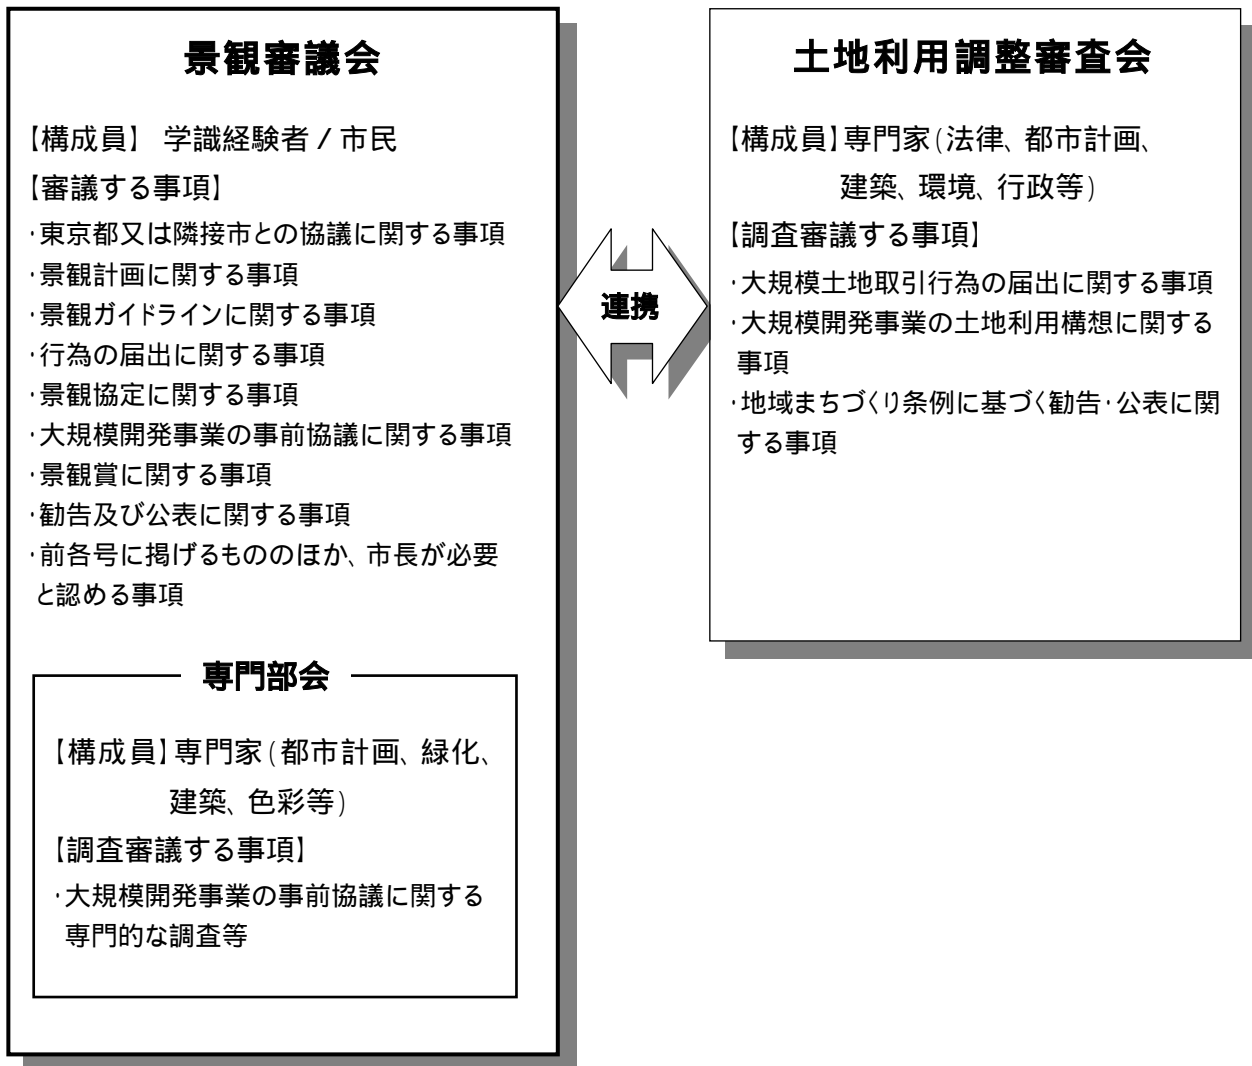 景観審議会
【構成員】 学識経験者/市民
【審議する事項】
・東京都又は隣接市との協議に関する事項
・景観計画に関する事項
・景観ガイドラインに関する事項
・行為の届出に関する事項
・景観協定に関する事項
・大規模開発事業の事前協議に関する事項
・景観賞に関する事項
・勧告及び公表に関する事項
・前各号に掲げるもののほか、市長が必要
と認める事項
専門部会
【構成員】専門家(都市計画、緑化、
建築、色彩等)
【調査審議する事項】
・大規模開発事業の事前協議に関する
専門的な調査等
連携
土地利用調整審査会
【構成員】専門家(法律、都市計画、
建築、環境、行政等)
【調査審議する事項】
・大規模土地取引行為の届出に関する事項
・大規模開発事業の土地利用構想に関する
事項
・地域まちづくり条例に基づく勧告・公表に関
する事項